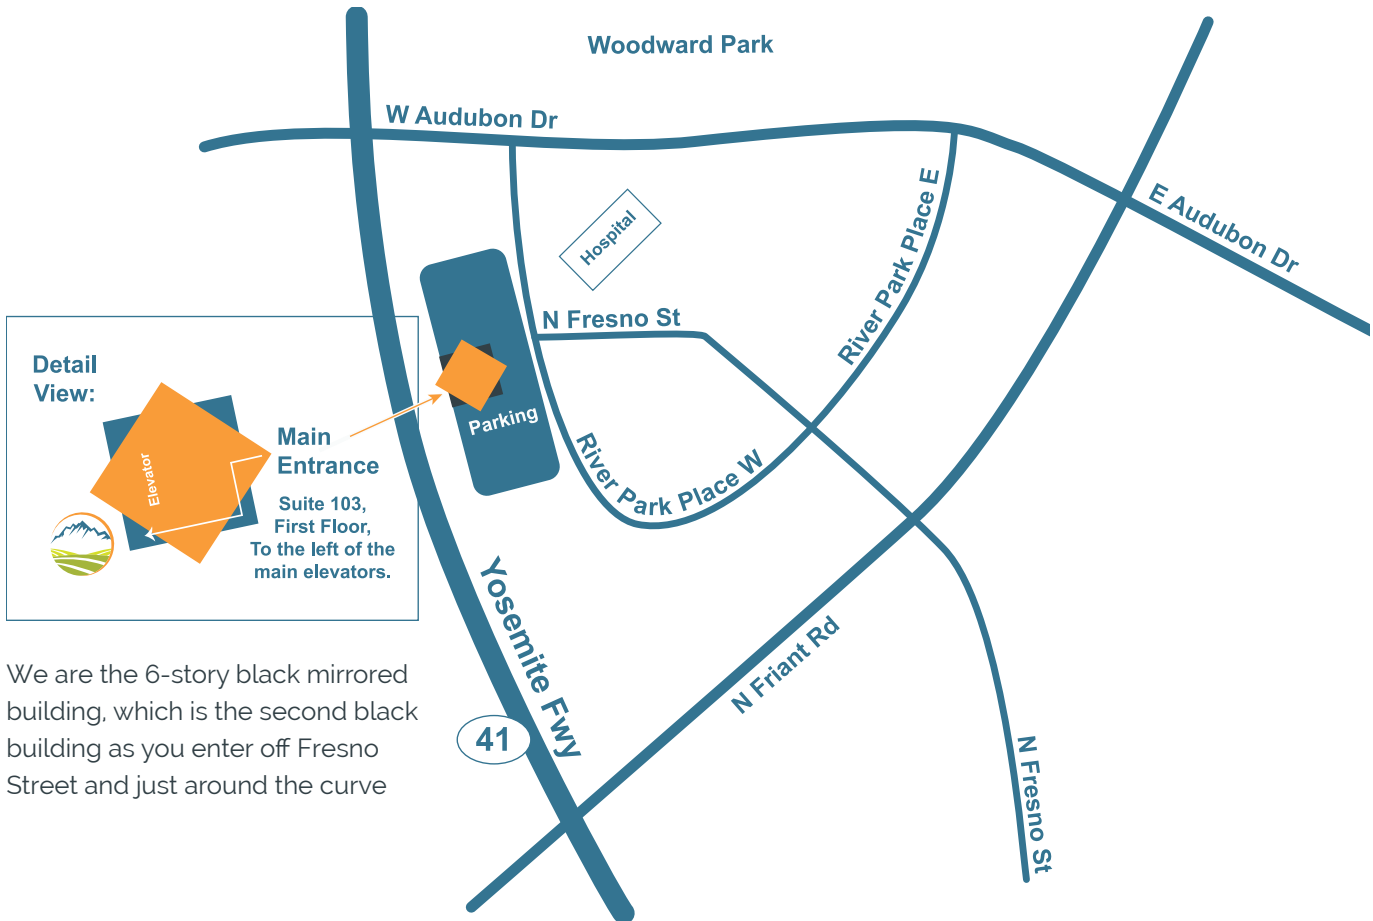 Woodward Park
W Audubon Dr
E Audubon Dr
River Park Place E
Hospital
N Fresno St
Detail
View:
Main
Entrance
Elevator
Parking
Suite 103,
First Floor,
To the left of the
main elevators.
River Park Place W
Yosemite Fwy
41
N Friant Rd
N Fresno St
We are the 6-story black mirrored
building, which is the second black
building as you enter off Fresno
Street and just around the curve